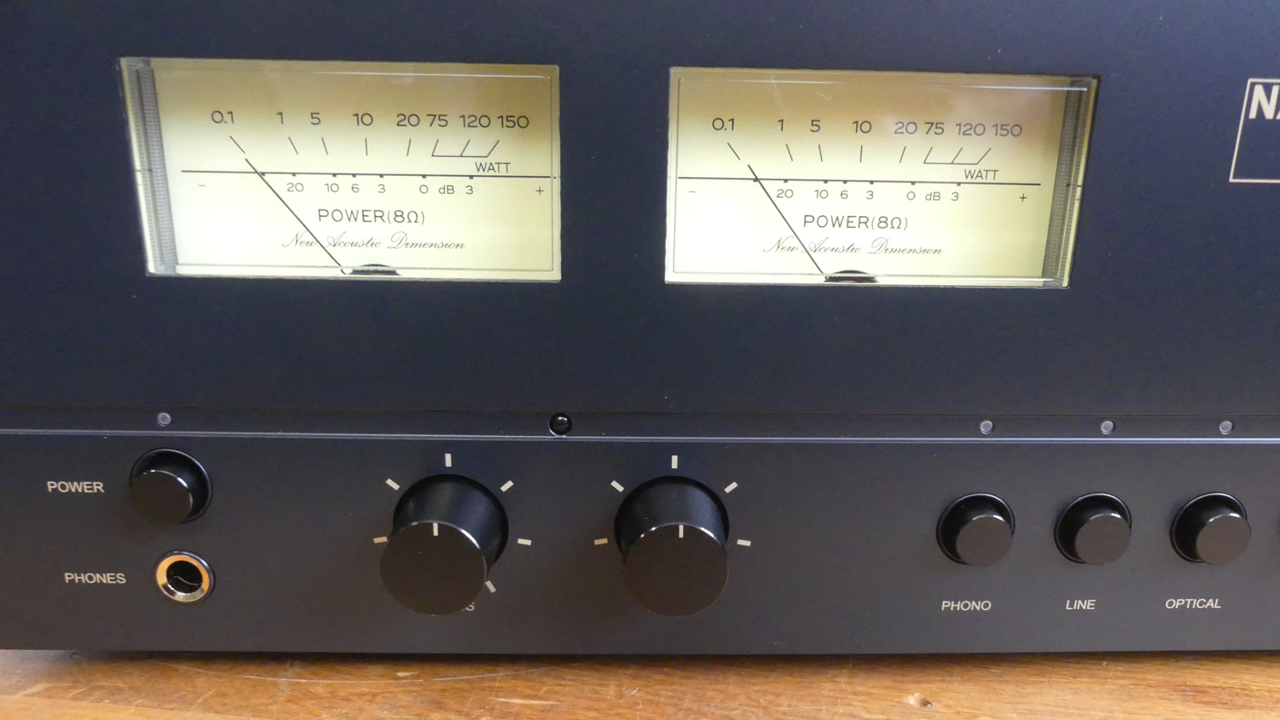 0.1 1 5 10 20 75 120 150
WATT
− 20 10 6 3 0 dB 3 +
POWER(8Ω)
New Acoustic Dimension
0.1 1 5 10 20 75 120 150
WATT
− 20 10 6 3 0 dB 3 +
POWER(8Ω)
New Acoustic Dimension
POWER
PHONES
PHONO
LINE
OPTICAL